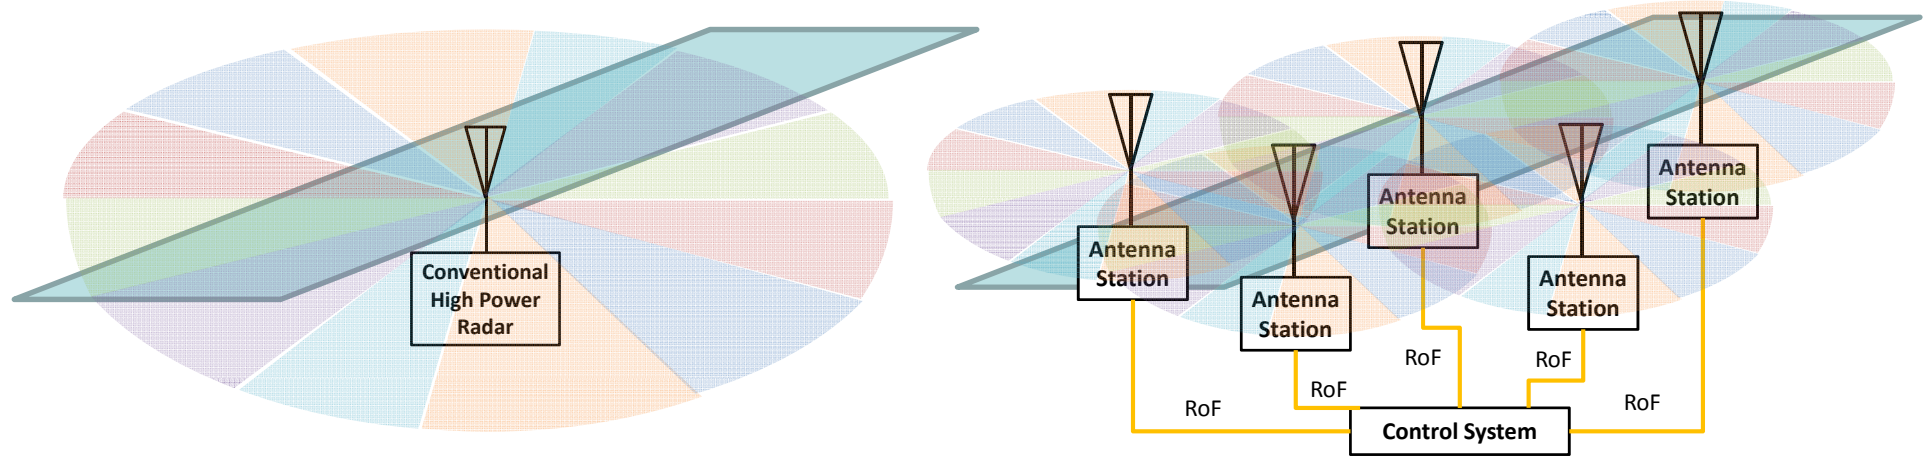 Conventional
High Power
Radar
Antenna
Station
Antenna
Station
Antenna
Station
Antenna
Station
Antenna
Station
RoF
RoF
RoF
RoF
RoF
Control System